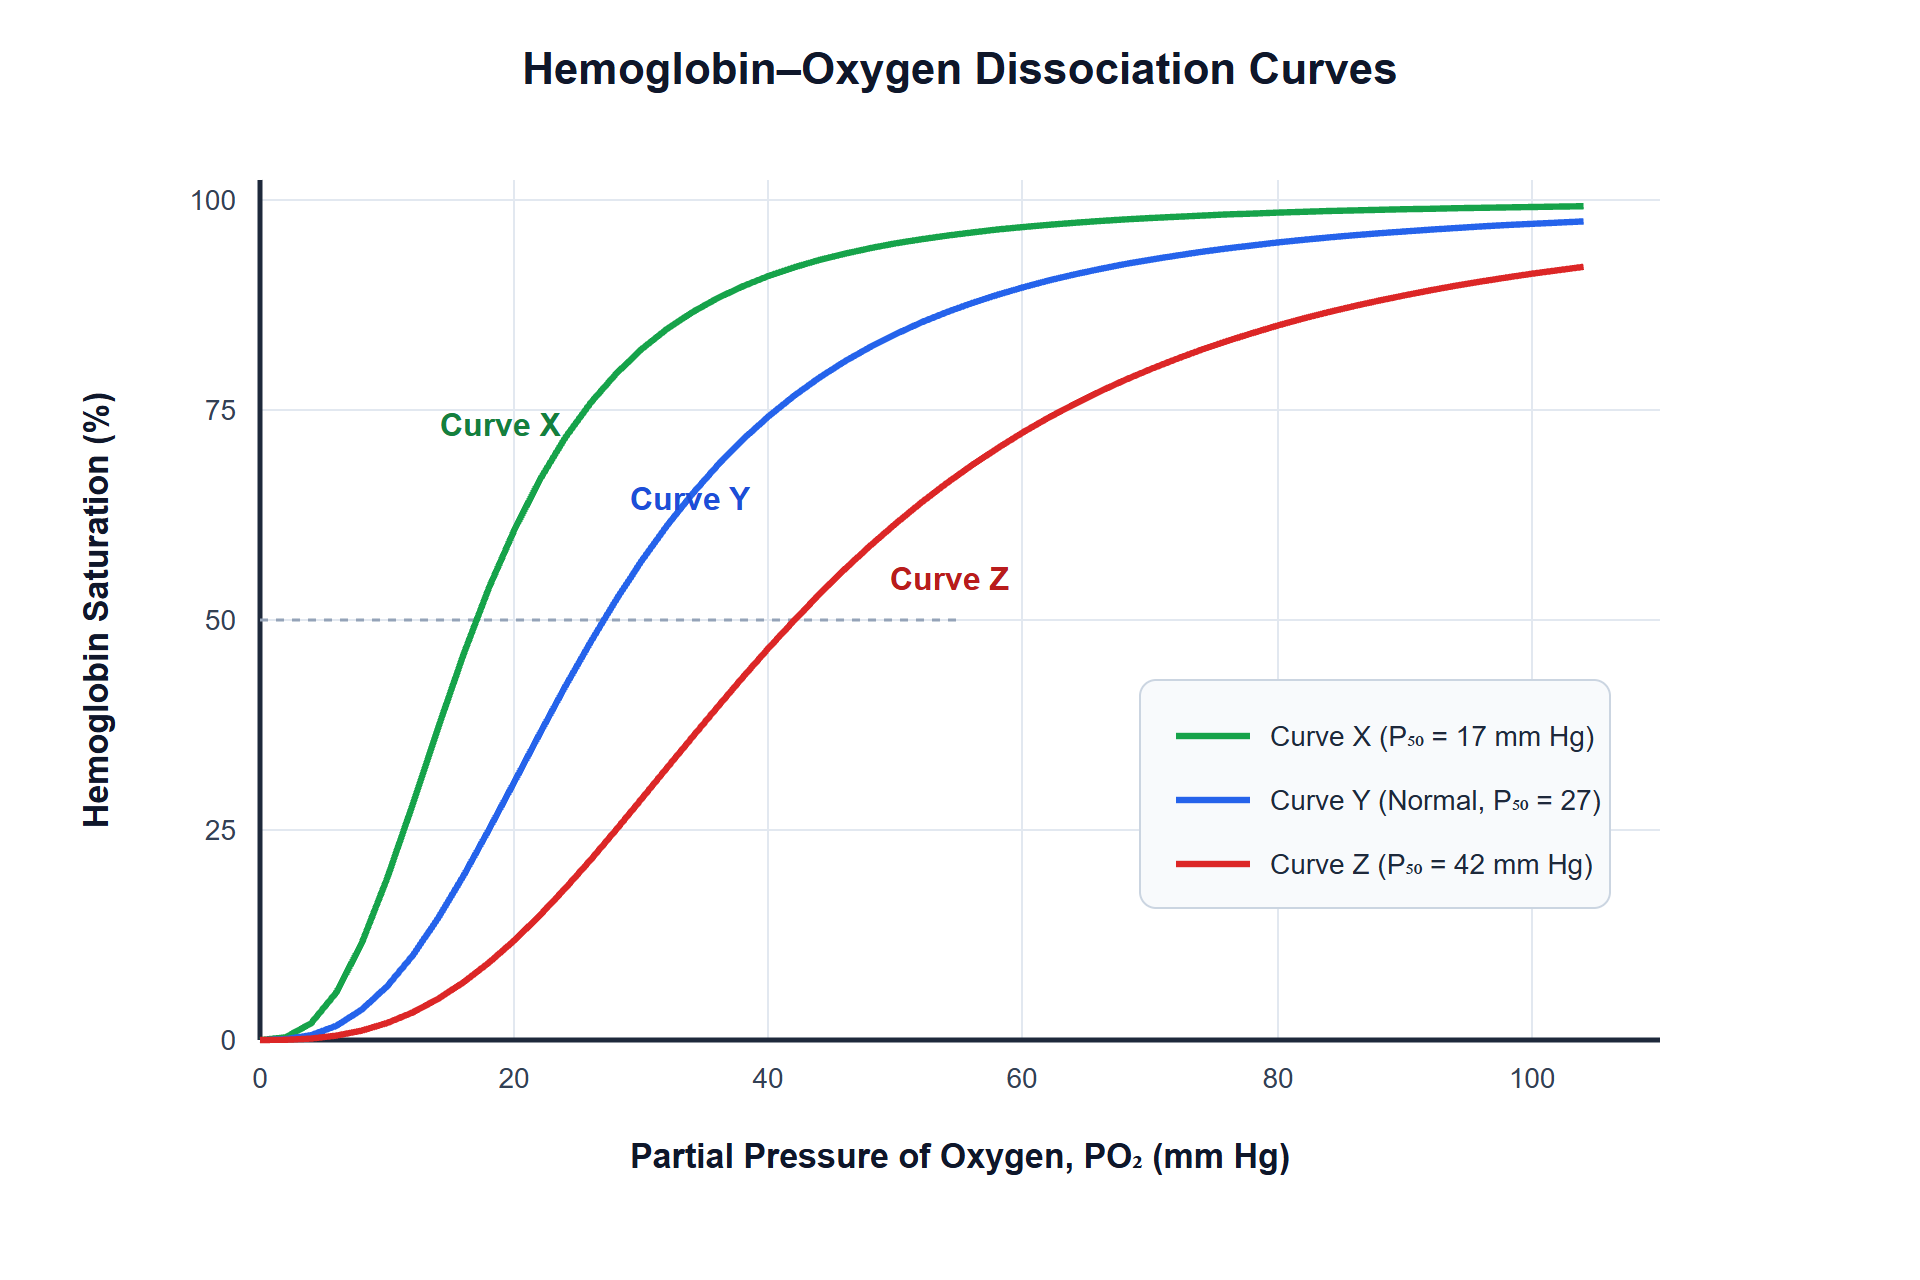 Hemoglobin–Oxygen Dissociation Curves
Hemoglobin Saturation (%)
100
75
50
25
0
Curve X
Curve Y
Curve Z
Curve X (P₅₀ = 17 mm Hg)
Curve Y (Normal, P₅₀ = 27)
Curve Z (P₅₀ = 42 mm Hg)
0 20 40 60 80 100
Partial Pressure of Oxygen, PO₂ (mm Hg)